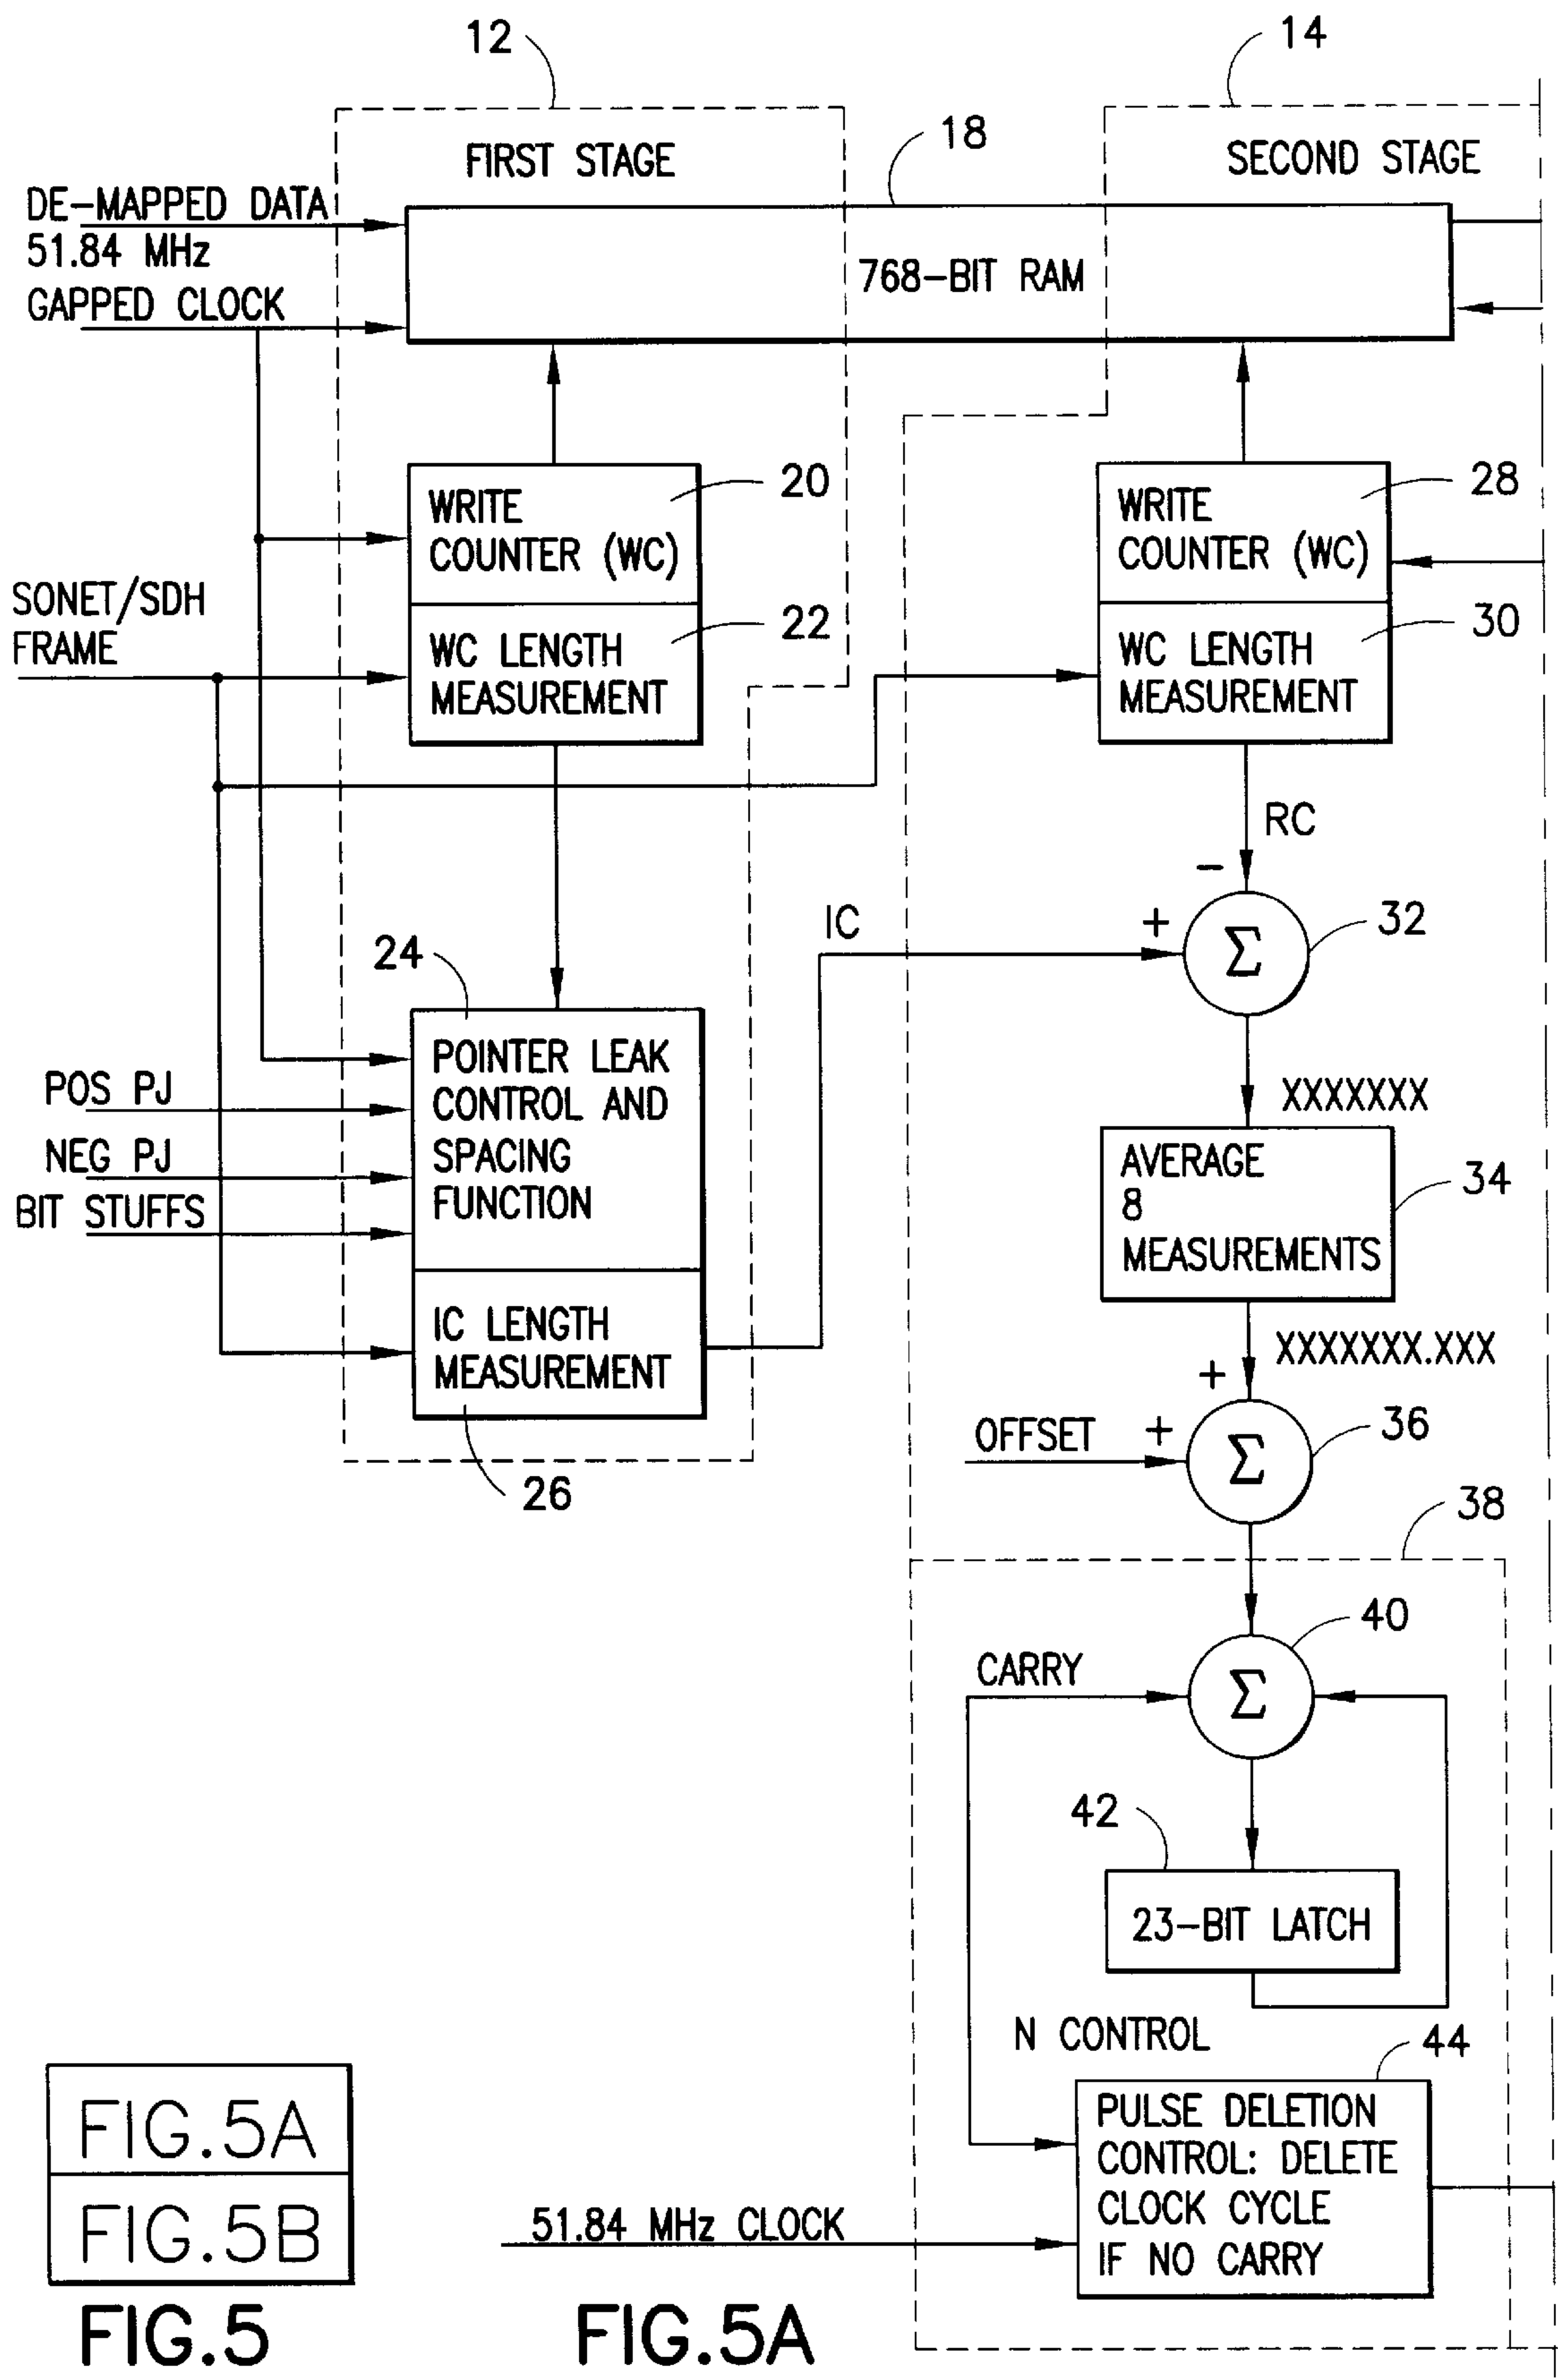 12
14
FIRST STAGE
18
SECOND STAGE
DE-MAPPED DATA
51.84 MHz
GAPPED CLOCK
768-BIT RAM
WRITE
COUNTER (WC)
20
WRITE
COUNTER (WC)
28
SONET/SDH
FRAME
WC LENGTH
MEASUREMENT
22
WC LENGTH
MEASUREMENT
30
RC
−
IC
+
Σ
32
24
POINTER LEAK
CONTROL AND
SPACING
FUNCTION
POS PJ
NEG PJ
BIT STUFFS
XXXXXXX
AVERAGE
8
MEASUREMENTS
34
IC LENGTH
MEASUREMENT
26
XXXXXXX.XXX
+
OFFSET
+
Σ
36
38
40
CARRY
Σ
42
23-BIT LATCH
N CONTROL
44
PULSE DELETION
CONTROL: DELETE
CLOCK CYCLE
IF NO CARRY
51.84 MHz CLOCK
FIG.5A
FIG.5B
FIG.5
FIG.5A